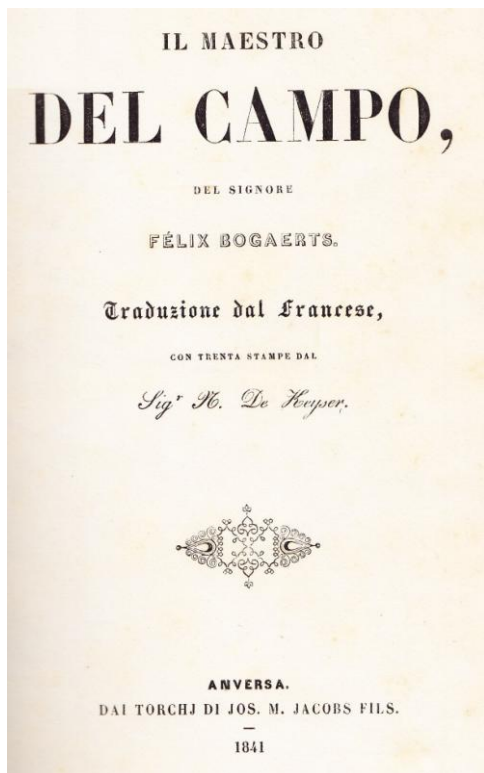 IL MAESTRO
DEL CAMPO,
DEL SIGNORE
FÉLIX BOGAERTS.
Traduzione dal Francese,
CON TRENTA STAMPE DAL
Sigʳ N. De Keyser.
ANVERSA.
DAI TORCHJ DI JOS. M. JACOBS FILS.
1841